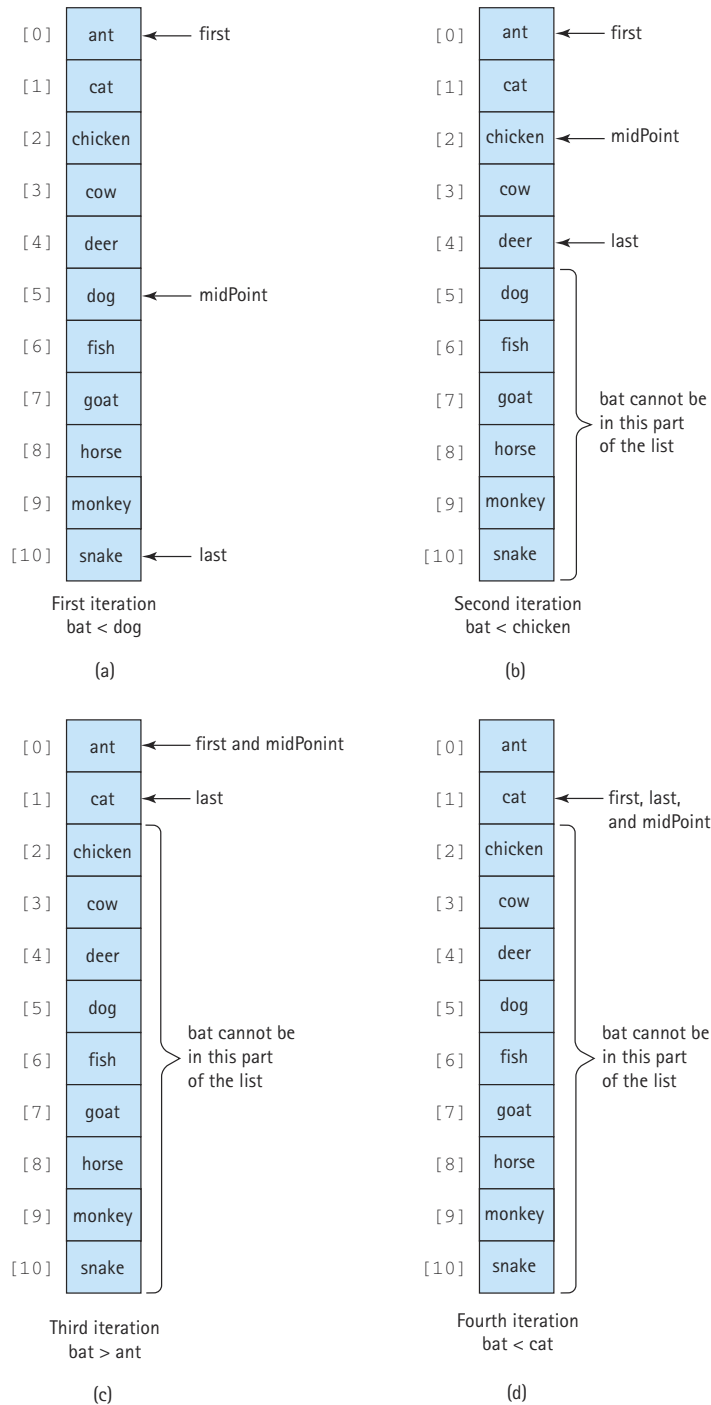 [0] ant first
[1] cat
[2] chicken
[3] cow
[4] deer
[5] dog midPoint
[6] fish
[7] goat
[8] horse
[9] monkey
[10] snake last
First iteration
bat < dog
(a)
[0] ant first
[1] cat
[2] chicken midPoint
[3] cow
[4] deer last
[5] dog
[6] fish
[7] goat
[8] horse
[9] monkey
[10] snake
bat cannot be
in this part
of the list
Second iteration
bat < chicken
(b)
[0] ant first and midPonint
[1] cat last
[2] chicken
[3] cow
[4] deer
[5] dog
[6] fish
[7] goat
[8] horse
[9] monkey
[10] snake
bat cannot be
in this part
of the list
Third iteration
bat > ant
(c)
[0] ant
[1] cat first, last,
and midPoint
[2] chicken
[3] cow
[4] deer
[5] dog
[6] fish
[7] goat
[8] horse
[9] monkey
[10] snake
bat cannot be
in this part
of the list
Fourth iteration
bat < cat
(d)